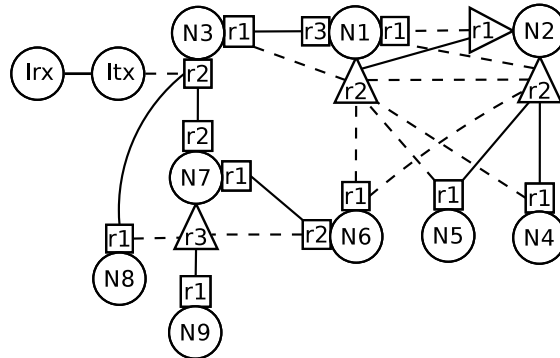 N3 r1 r3 N1 r1 r1 N2
Irx Itx r2 r2 r2
r2
N7 r1 r1 r1 r1
r1 r3 r2 N6 N5 N4
N8 r1
N9